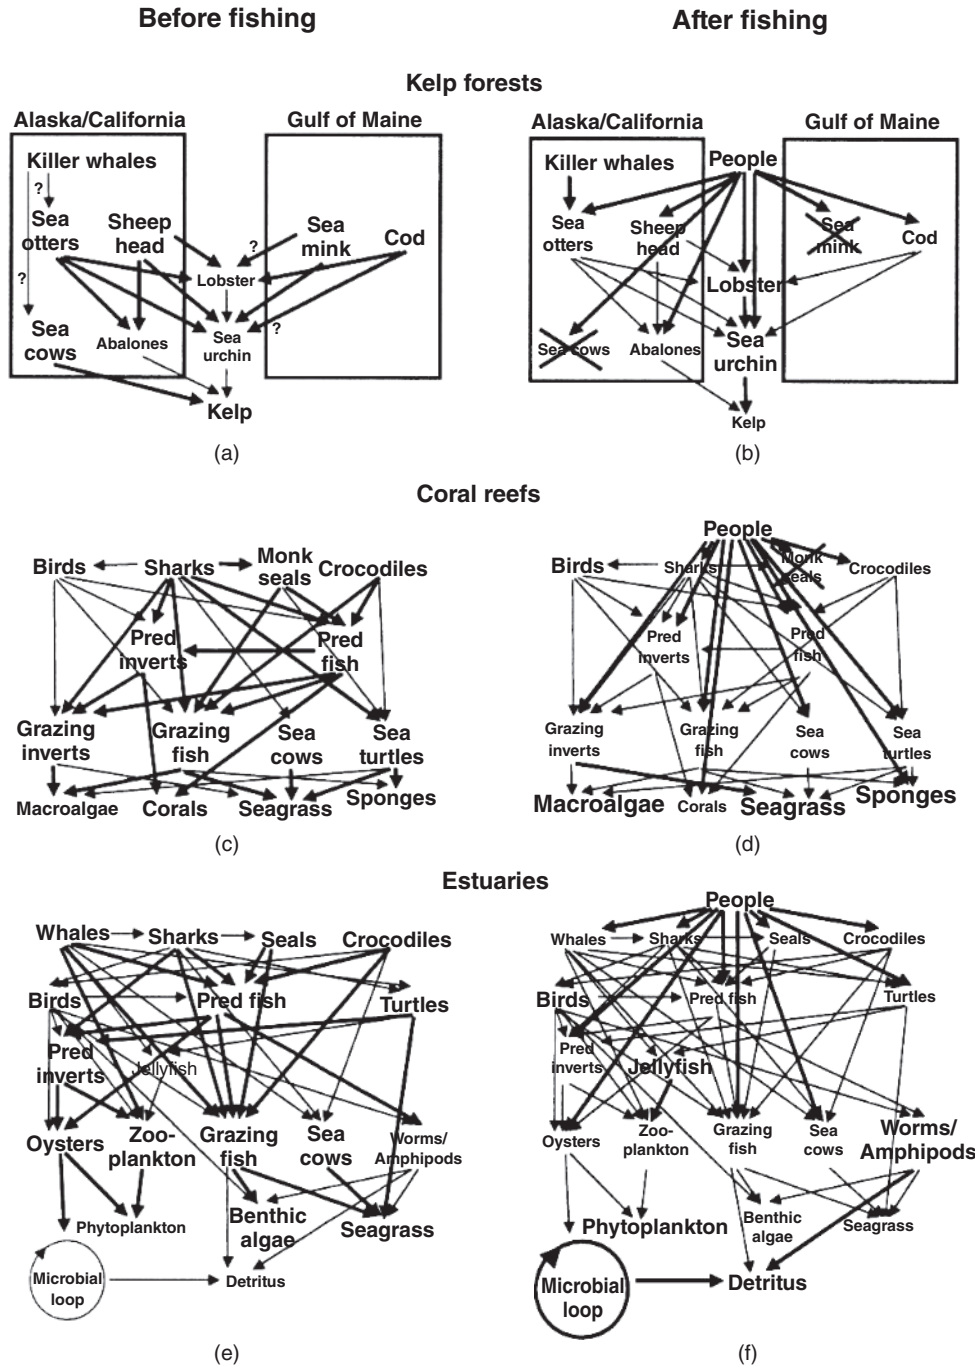 Before fishing
After fishing
Kelp forests
Alaska/California
Gulf of Maine
Killer whales
?
Sea
otters
Sheep
head
?
Sea
mink
Cod
?
Lobster
?
Sea
cows
Abalones
Sea
urchin
Kelp
(a)
Alaska/California
Gulf of Maine
Killer whales
People
Sea
otters
Sheep
head
Sea
mink
Cod
Lobster
Sea cows
Abalones
Sea
urchin
Kelp
(b)
Coral reefs
Birds
Sharks
Monk
seals
Crocodiles
Pred
inverts
Pred
fish
Grazing
inverts
Grazing
fish
Sea
cows
Sea
turtles
Macroalgae
Corals
Seagrass
Sponges
(c)
People
Birds
Sharks
Monk
seals
Crocodiles
Pred
inverts
Pred
fish
Grazing
inverts
Grazing
fish
Sea
cows
Sea
turtles
Macroalgae
Corals
Seagrass
Sponges
(d)
Estuaries
Whales
Sharks
Seals
Crocodiles
Birds
Pred fish
Turtles
Pred
inverts
Jellyfish
Oysters
Zoo-
plankton
Grazing
fish
Sea
cows
Worms/
Amphipods
Phytoplankton
Benthic
algae
Seagrass
Microbial
loop
Detritus
(e)
People
Whales
Sharks
Seals
Crocodiles
Birds
Pred fish
Turtles
Pred
inverts
Jellyfish
Oysters
Zoo-
plankton
Grazing
fish
Sea
cows
Worms/
Amphipods
Phytoplankton
Benthic
algae
Seagrass
Microbial
loop
Detritus
(f)